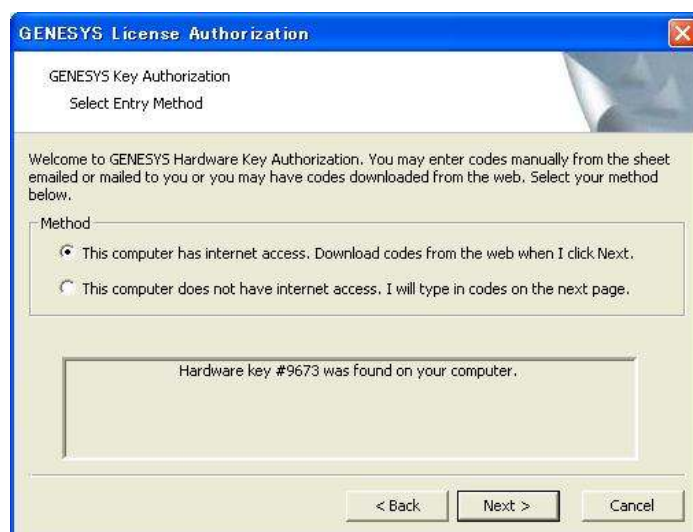 GENESYS License Authorization
GENESYS Key Authorization
Select Entry Method
Welcome to GENESYS Hardware Key Authorization. You may enter codes manually from the sheet
emailed or mailed to you or you may have codes downloaded from the web. Select your method
below.
Method
This computer has internet access. Download codes from the web when I click Next.
This computer does not have internet access. I will type in codes on the next page.
Hardware key #9673 was found on your computer.
< Back Next > Cancel